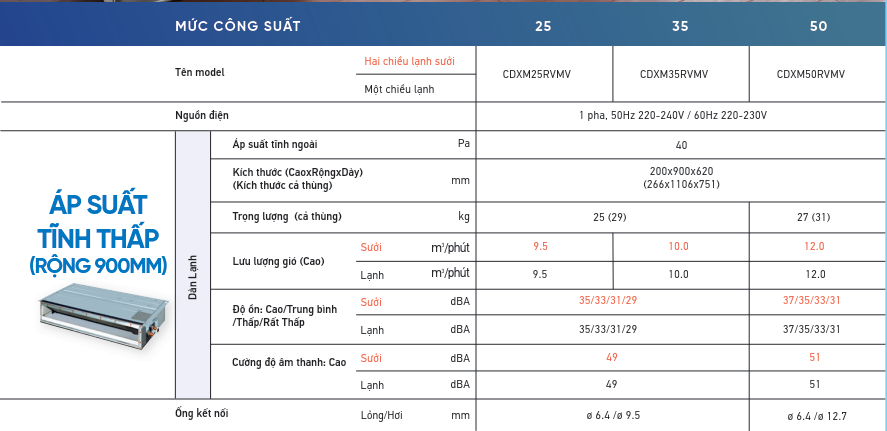 MỨC CÔNG SUẤT 25 35 50
Tên model
Hai chiều lạnh sưởi
Một chiều lạnh
CDXM25RVMV CDXM35RVMV CDXM50RVMV
Nguồn điện 1 pha, 50Hz 220-240V / 60Hz 220-230V
ÁP SUẤT
TĨNH THẤP
(RỘNG 900MM)
Dàn Lạnh
Áp suất tĩnh ngoài Pa 40
Kích thước (CaoxRộngxDày)
(Kích thước cả thùng)
mm
200x900x620
(266x1106x751)
Trọng lượng (cả thùng) kg 25 (29) 27 (31)
Lưu lượng gió (Cao)
Sưởi m³/phút 9.5 10.0 12.0
Lạnh m³/phút 9.5 10.0 12.0
Độ ồn: Cao/Trung bình
/Thấp/Rất Thấp
Sưởi dBA 35/33/31/29 37/35/33/31
Lạnh dBA 35/33/31/29 37/35/33/31
Cường độ âm thanh: Cao
Sưởi dBA 49 51
Lạnh dBA 49 51
Ống kết nối Lỏng/Hơi mm ø 6.4 /ø 9.5 ø 6.4 /ø 12.7